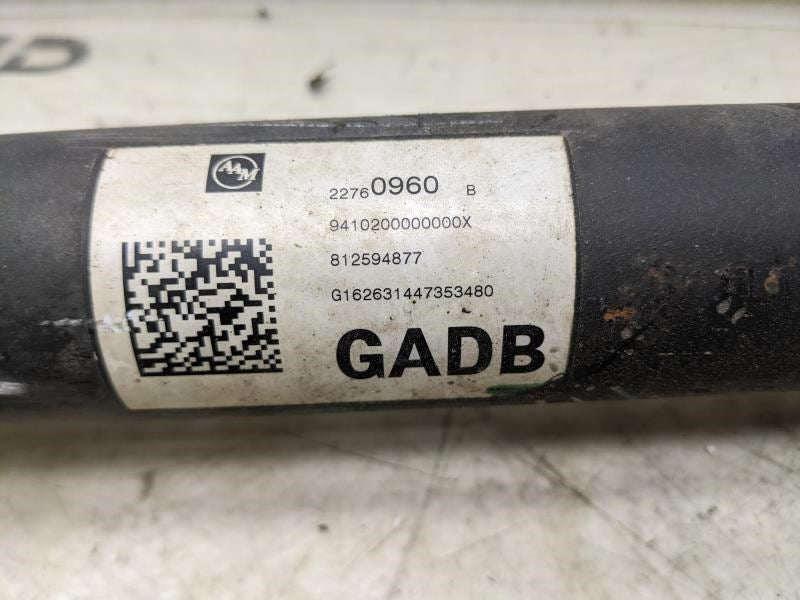 AAM
22760960 B
9410200000000X
812594877
G162631447353480
GADB